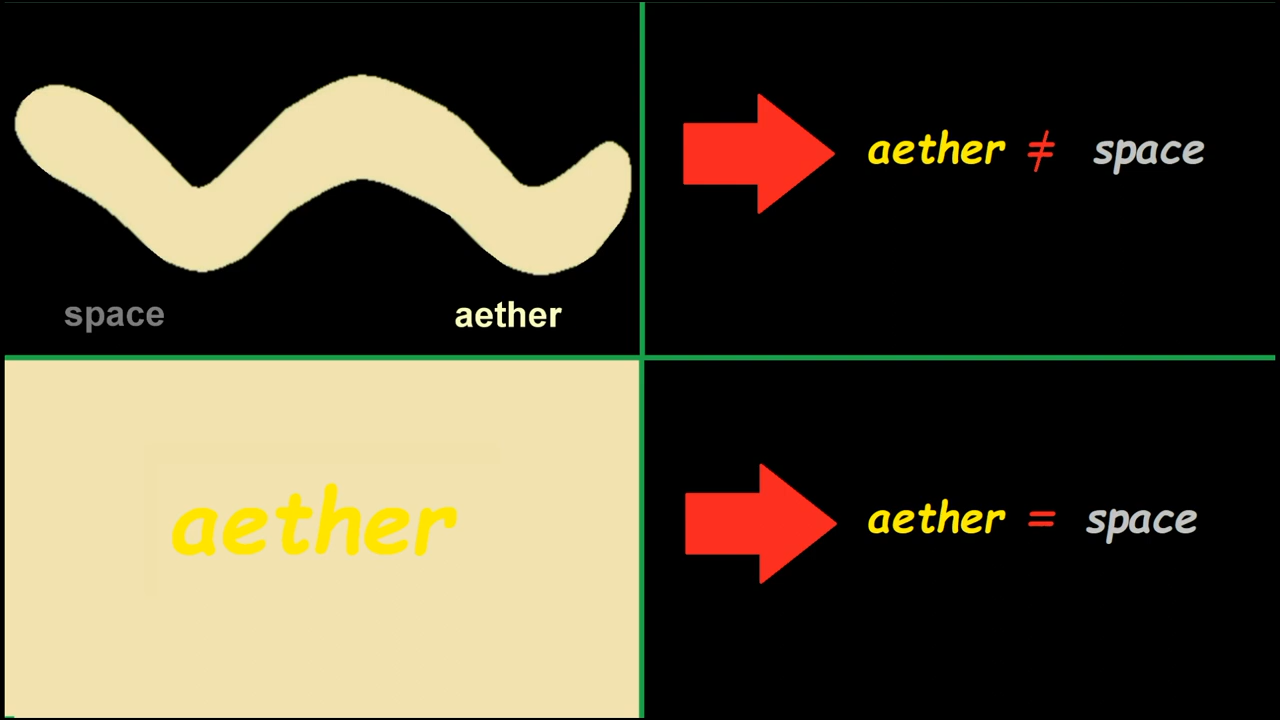 space
aether
aether ≠ space
aether
aether = space